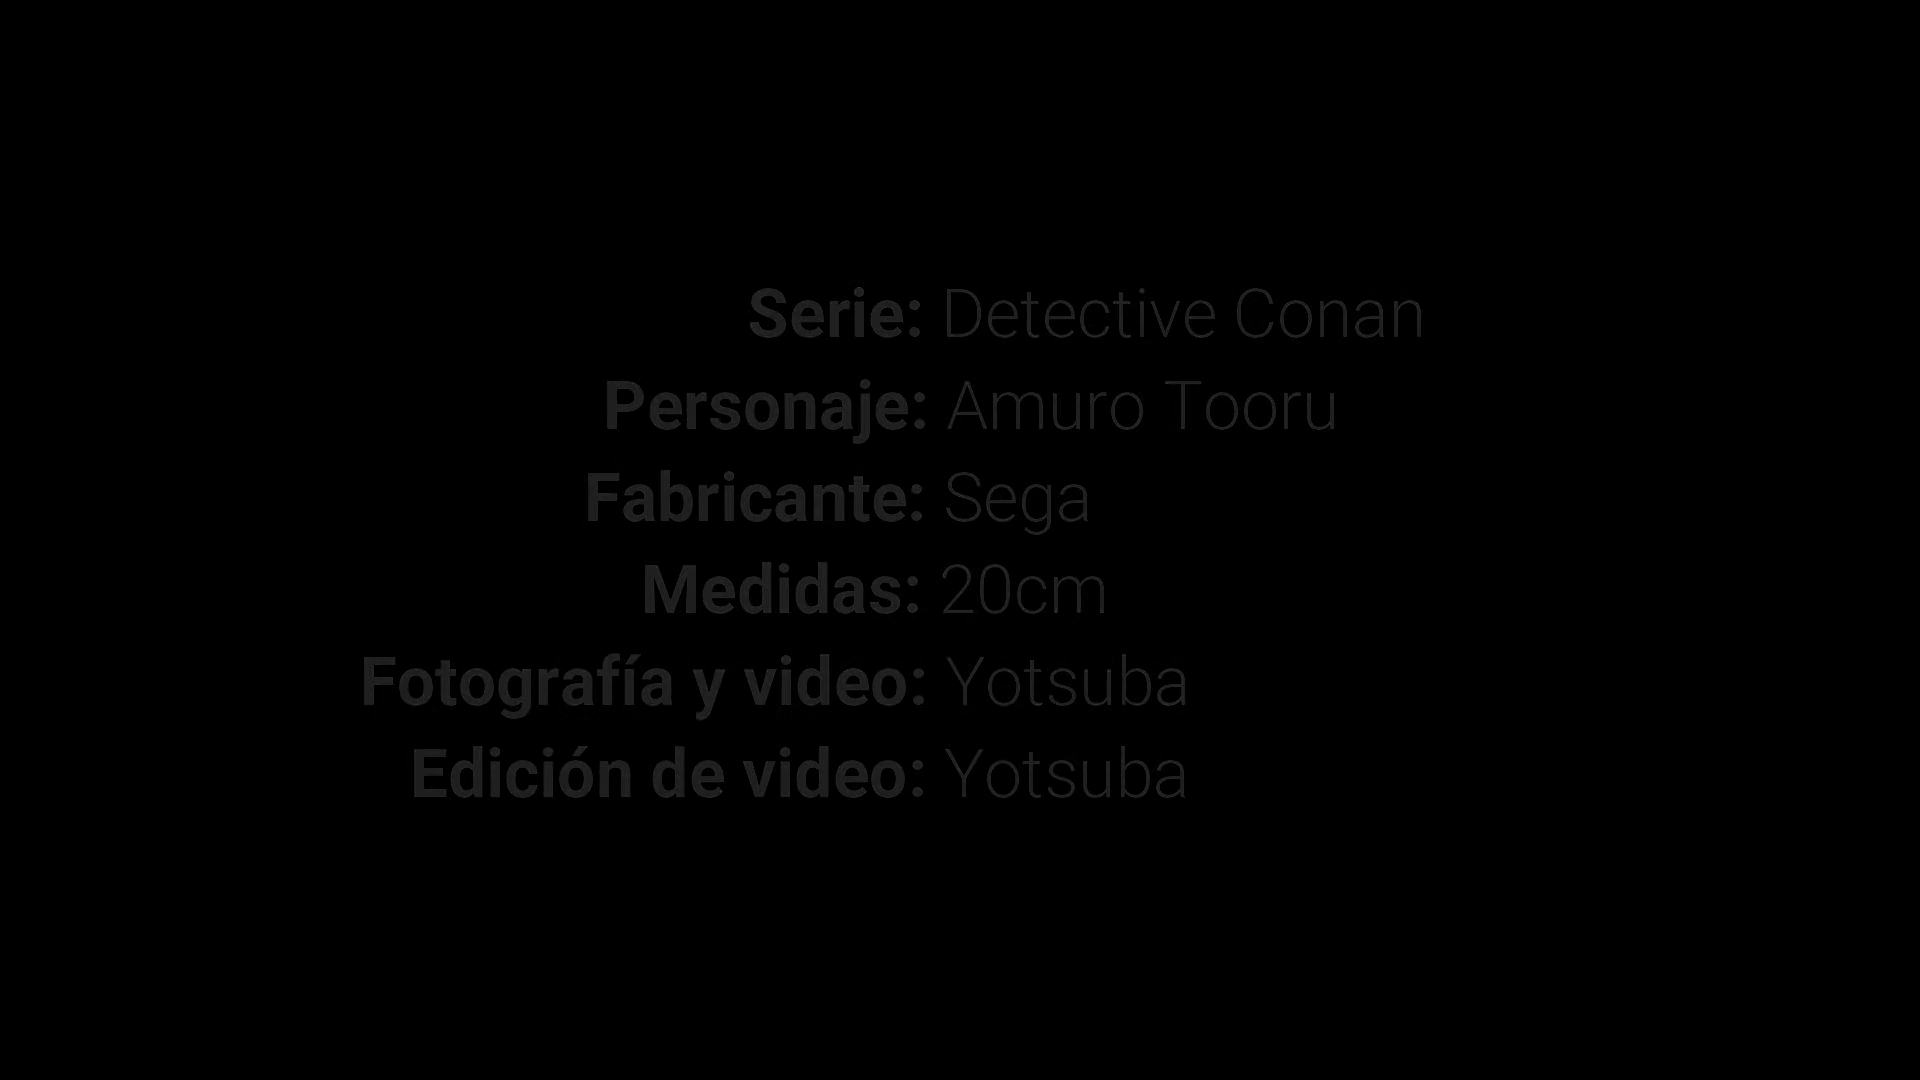 Serie: Detective Conan
Personaje: Amuro Tooru
Fabricante: Sega
Medidas: 20cm
Fotografía y video: Yotsuba
Edición de video: Yotsuba